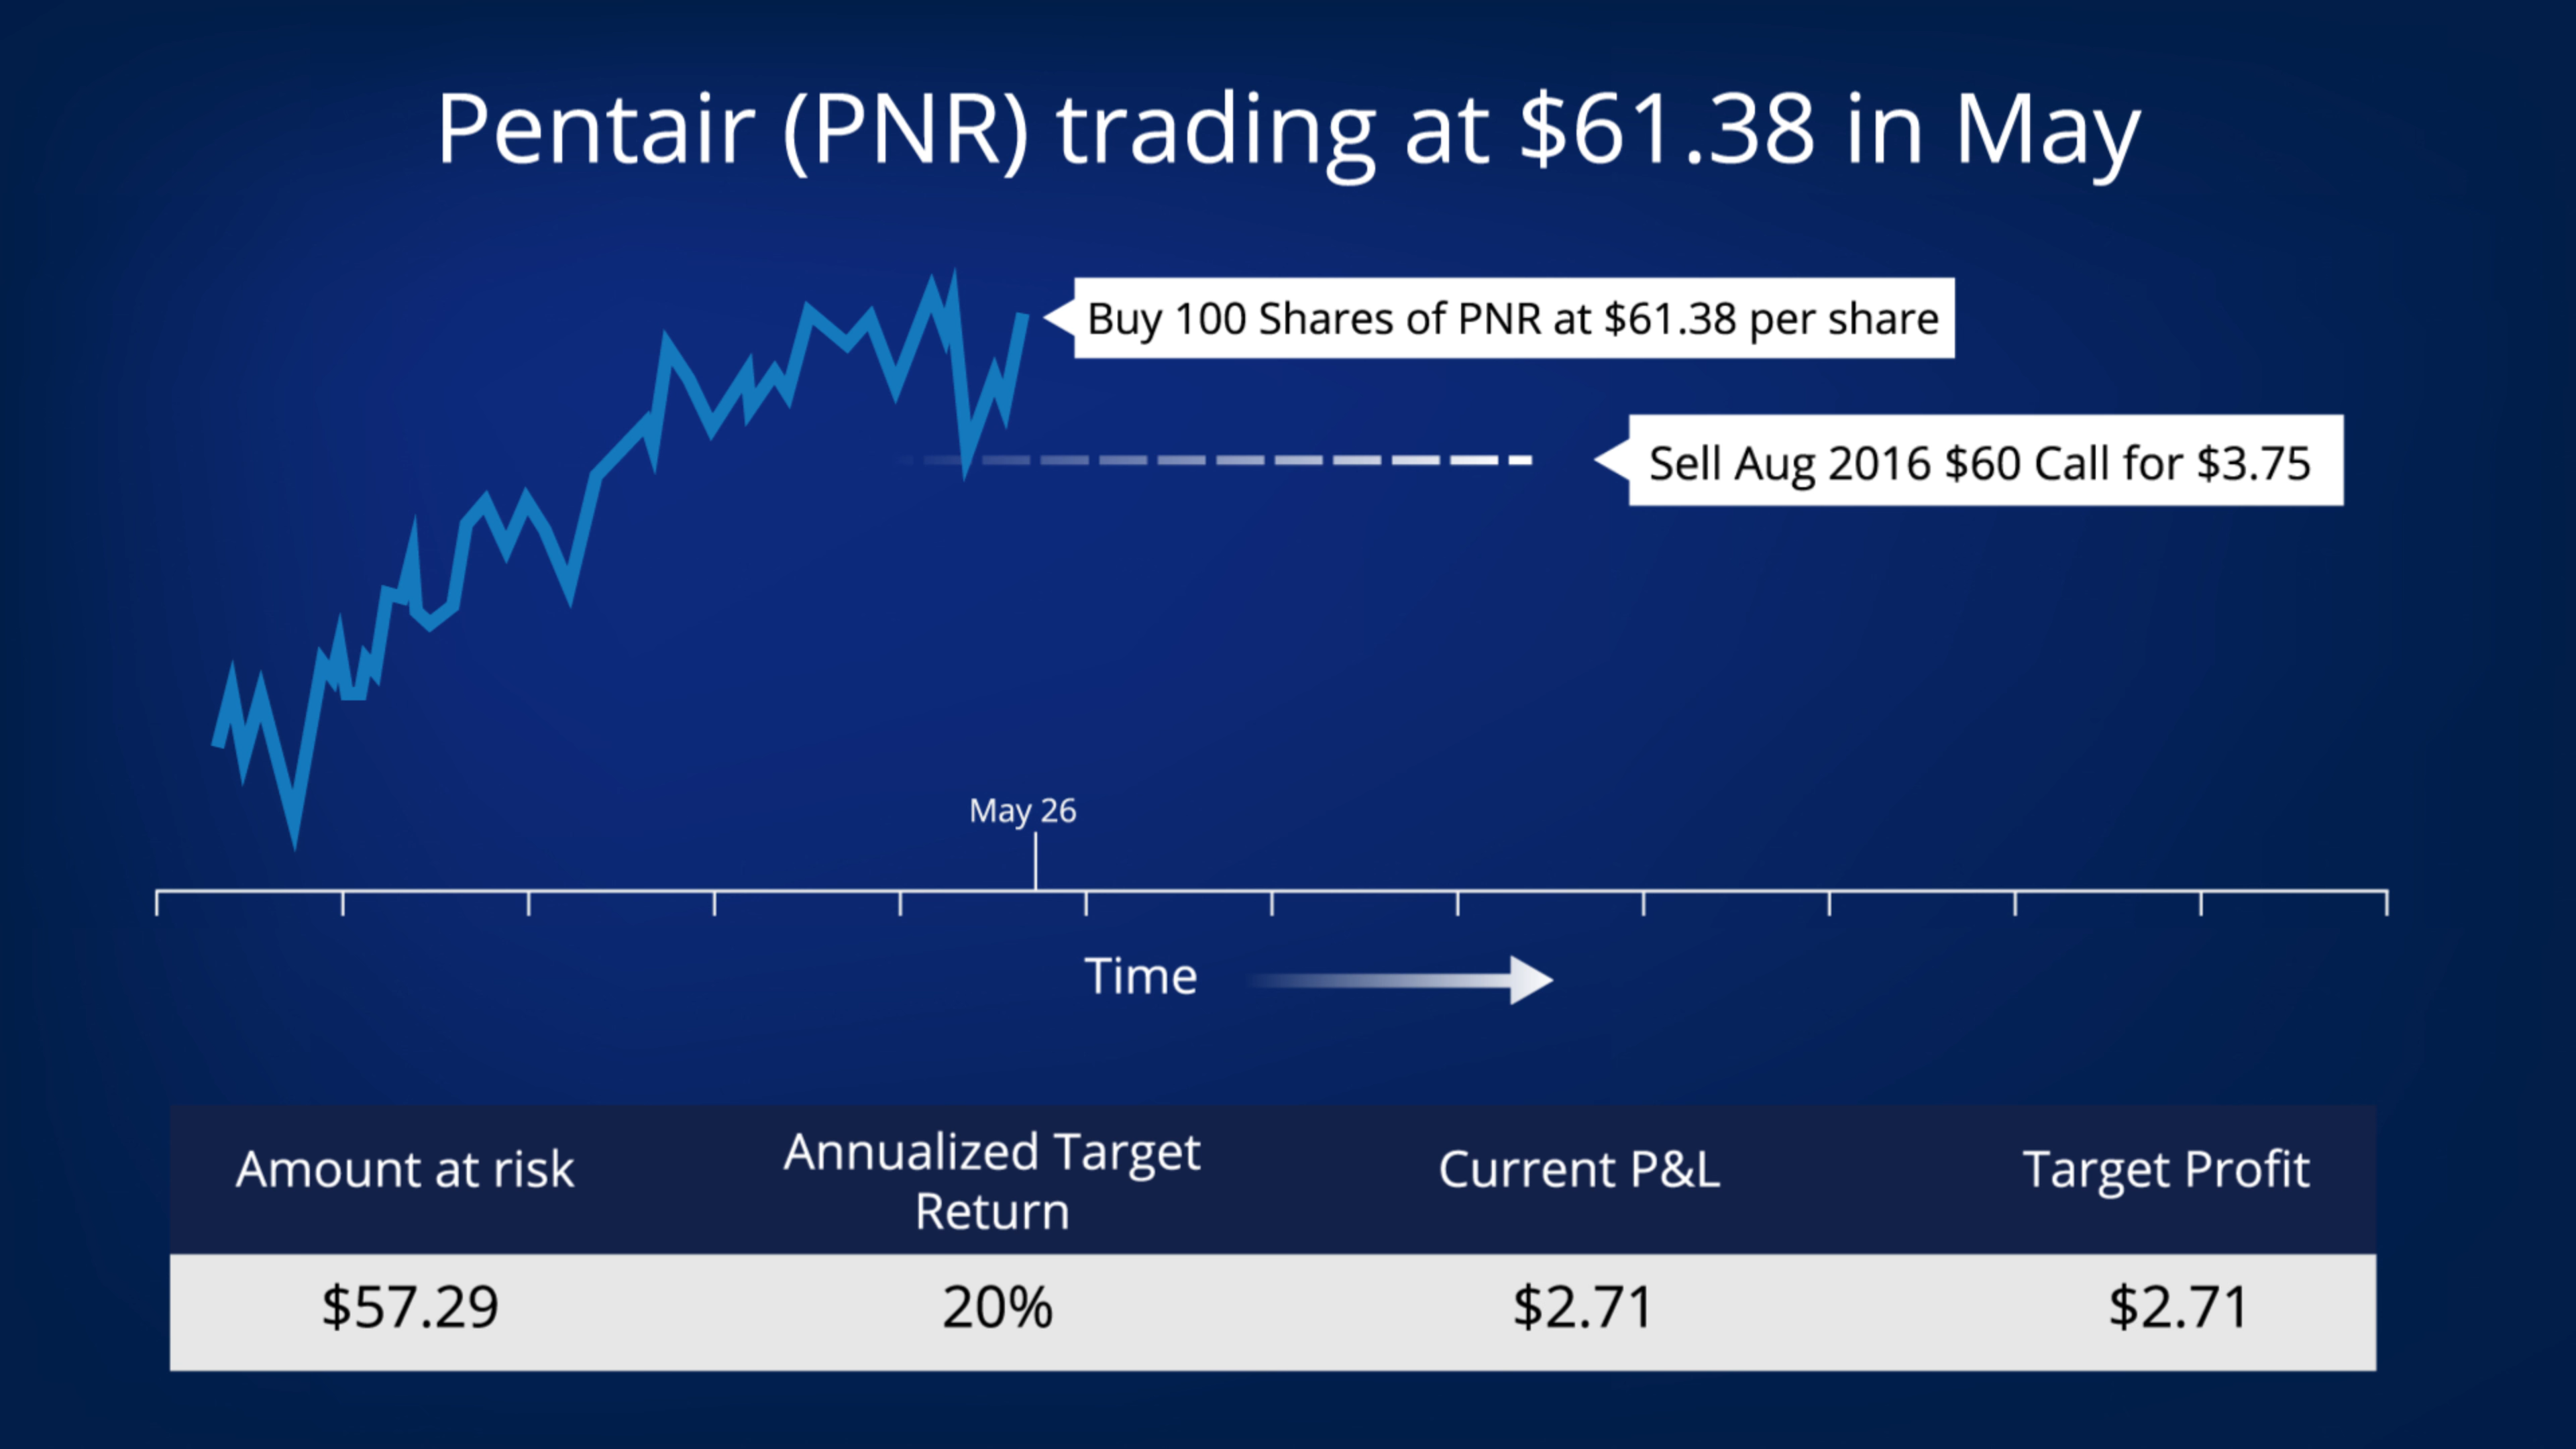 Pentair (PNR) trading at $61.38 in May
Buy 100 Shares of PNR at $61.38 per share
Sell Aug 2016 $60 Call for $3.75
May 26
Time
Amount at risk
Annualized Target
Return
Current P&L
Target Profit
$57.29
20%
$2.71
$2.71